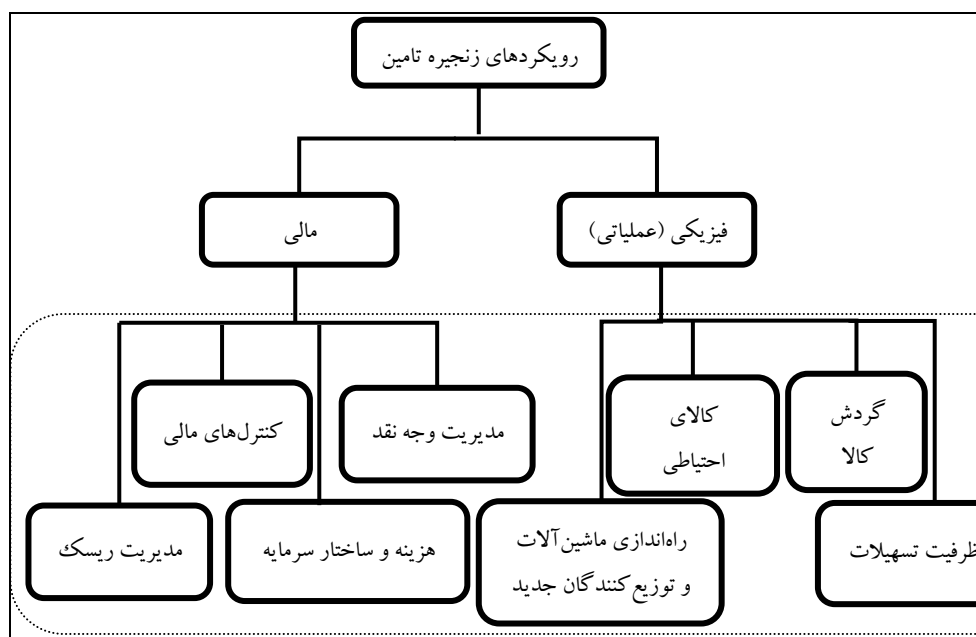 رویکردهای زنجیره تامین
فیزیکی (عملیاتی)
مالی
گردش
کالا
کالای
احتیاطی
مدیریت وجه نقد
کنترل‌های مالی
ظرفیت تسهیلات
راه‌اندازی ماشین‌آلات
و توزیع‌کنندگان جدید
هزینه و ساختار سرمایه
مدیریت ریسک